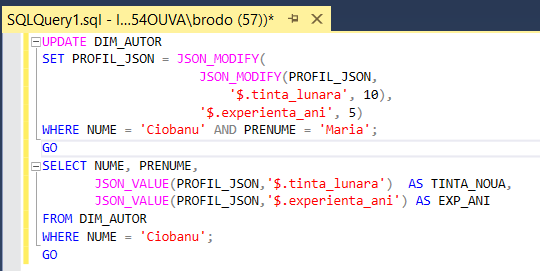 SQLQuery1.sql - l...54OUVA\brodo (57))*
UPDATE DIM_AUTOR
SET PROFIL_JSON = JSON_MODIFY(
JSON_MODIFY(PROFIL_JSON,
'$.tinta_lunara', 10),
'$.experienta_ani', 5)
WHERE NUME = 'Ciobanu' AND PRENUME = 'Maria';
GO
SELECT NUME, PRENUME,
JSON_VALUE(PROFIL_JSON,'$.tinta_lunara')  AS TINTA_NOUA,
JSON_VALUE(PROFIL_JSON,'$.experienta_ani') AS EXP_ANI
FROM DIM_AUTOR
WHERE NUME = 'Ciobanu';
GO